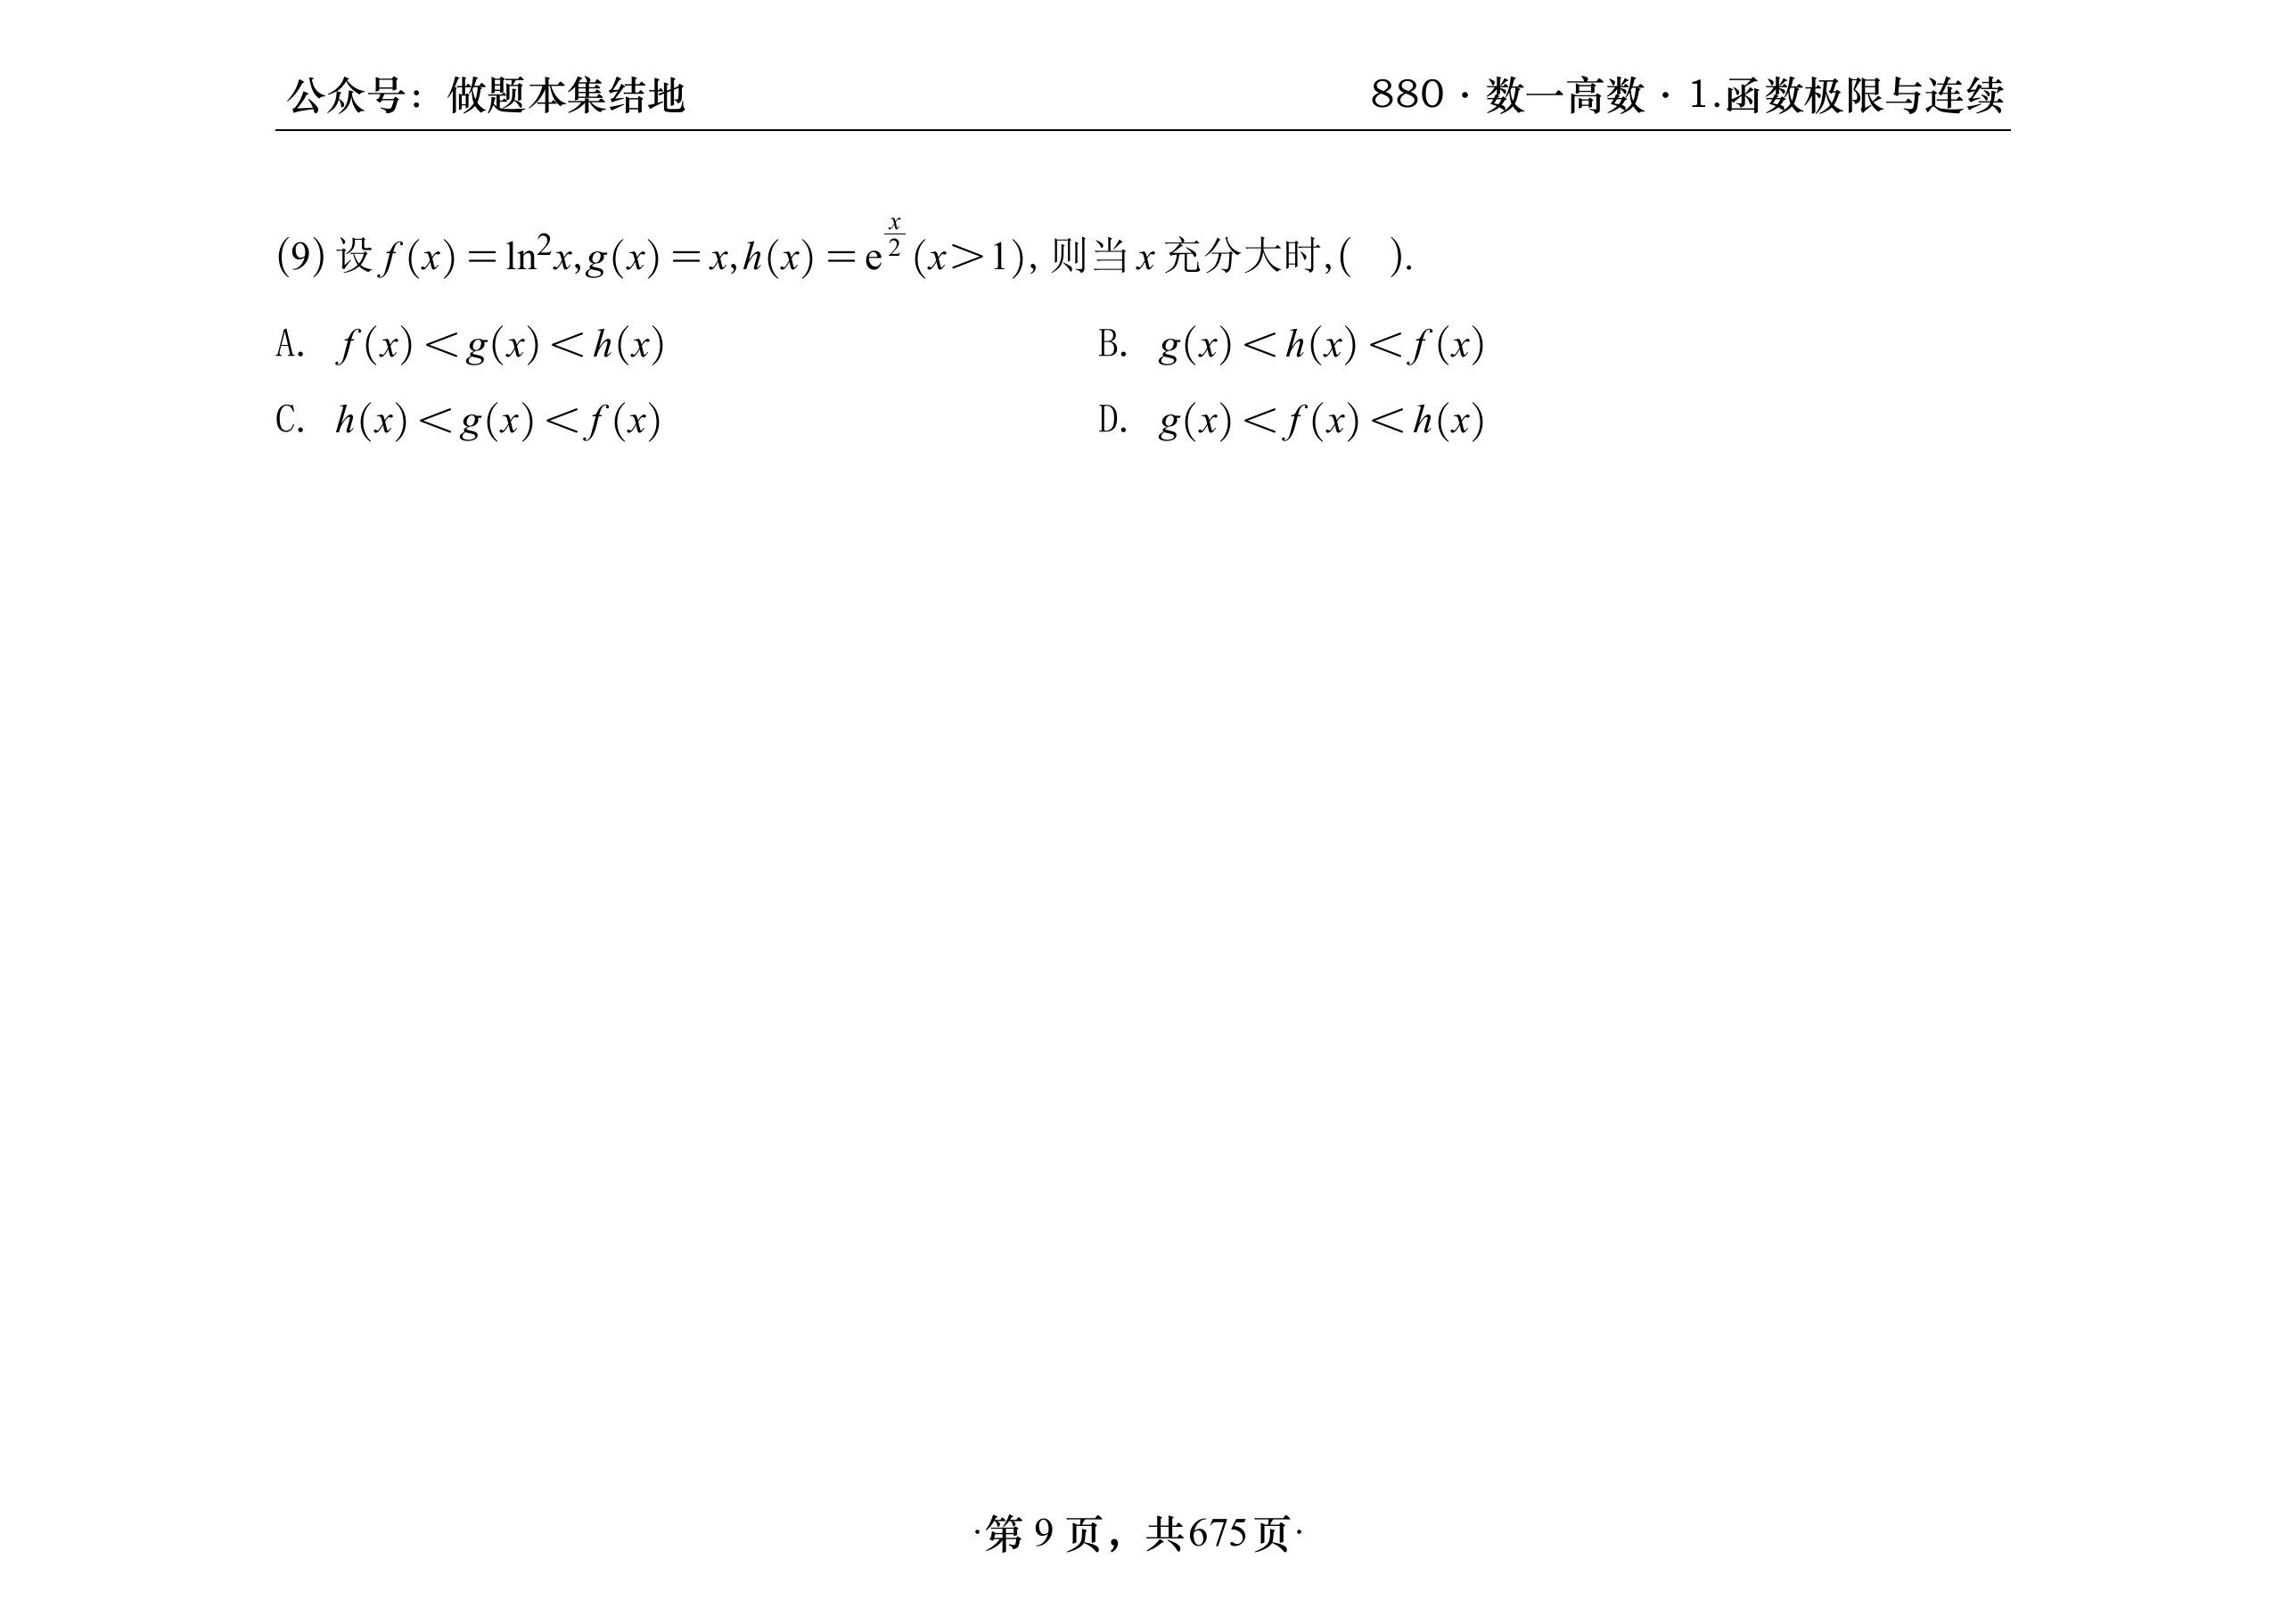 公众号：做题本集结地
880·数一高数·1.函数极限与连续
(9) 设 f(x)=ln²x,g(x)=x,h(x)=e^{\frac{x}{2}}(x>1), 则当 x 充分大时,( ).
A. f(x)<g(x)<h(x) B. g(x)<h(x)<f(x)
C. h(x)<g(x)<f(x) D. g(x)<f(x)<h(x)
·第 9 页，共675页·